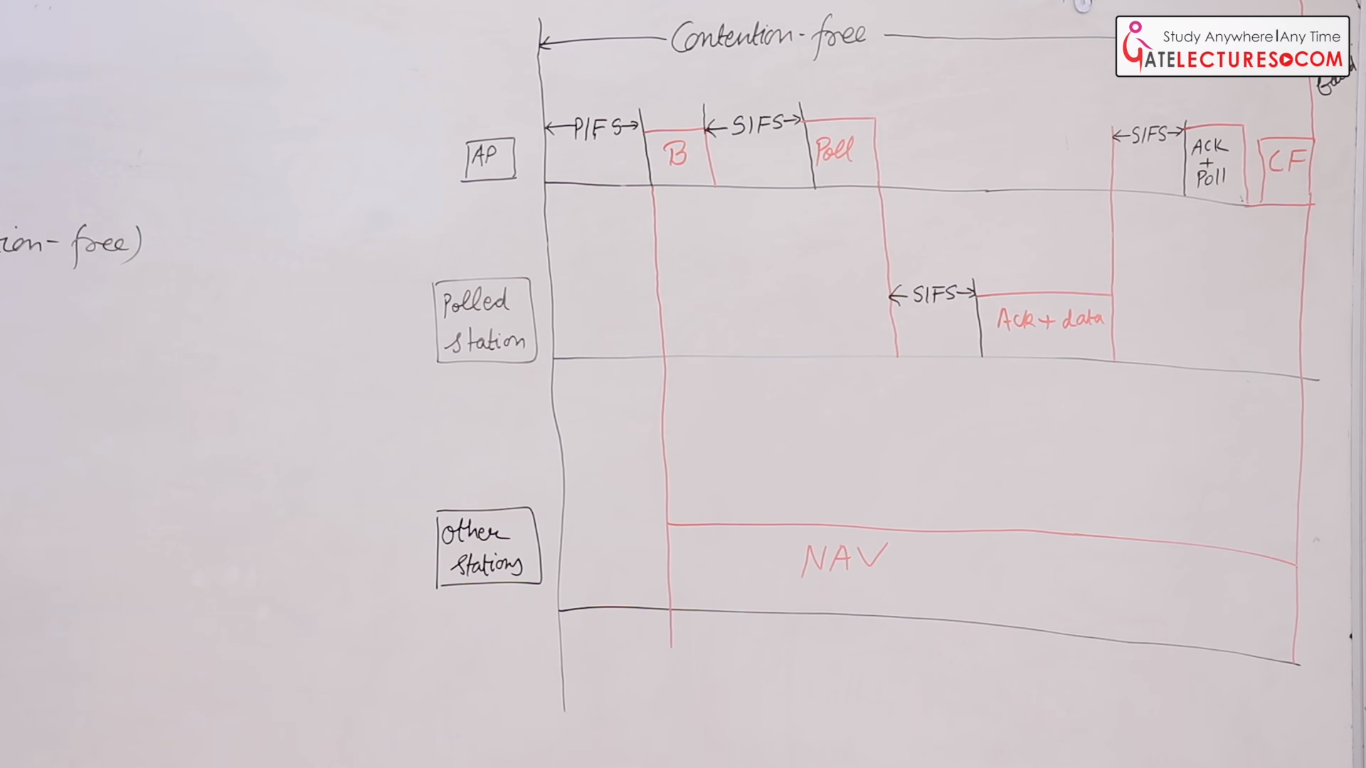 Contention-free
Study Anywhere|Any Time
GATELECTURES.COM
AP
PIFS
B
SIFS
Poll
SIFS
ACK
+
Poll
CF
tion-free)
Polled
Station
SIFS
Ack + data
Other
Stations
NAV